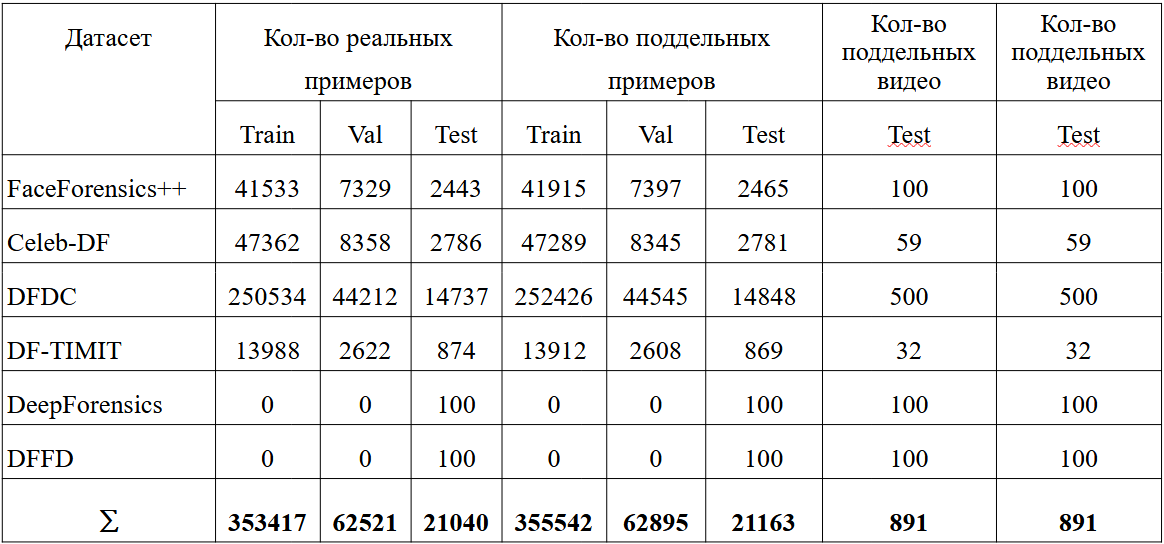 Датасет Кол-во реальных примеров Кол-во поддельных примеров Кол-во поддельных видео Кол-во поддельных видео
Train Val Test Train Val Test Test Test
FaceForensics++ 41533 7329 2443 41915 7397 2465 100 100
Celeb-DF 47362 8358 2786 47289 8345 2781 59 59
DFDC 250534 44212 14737 252426 44545 14848 500 500
DF-TIMIT 13988 2622 874 13912 2608 869 32 32
DeepForensics 0 0 100 0 0 100 100 100
DFFD 0 0 100 0 0 100 100 100
Σ 353417 62521 21040 355542 62895 21163 891 891